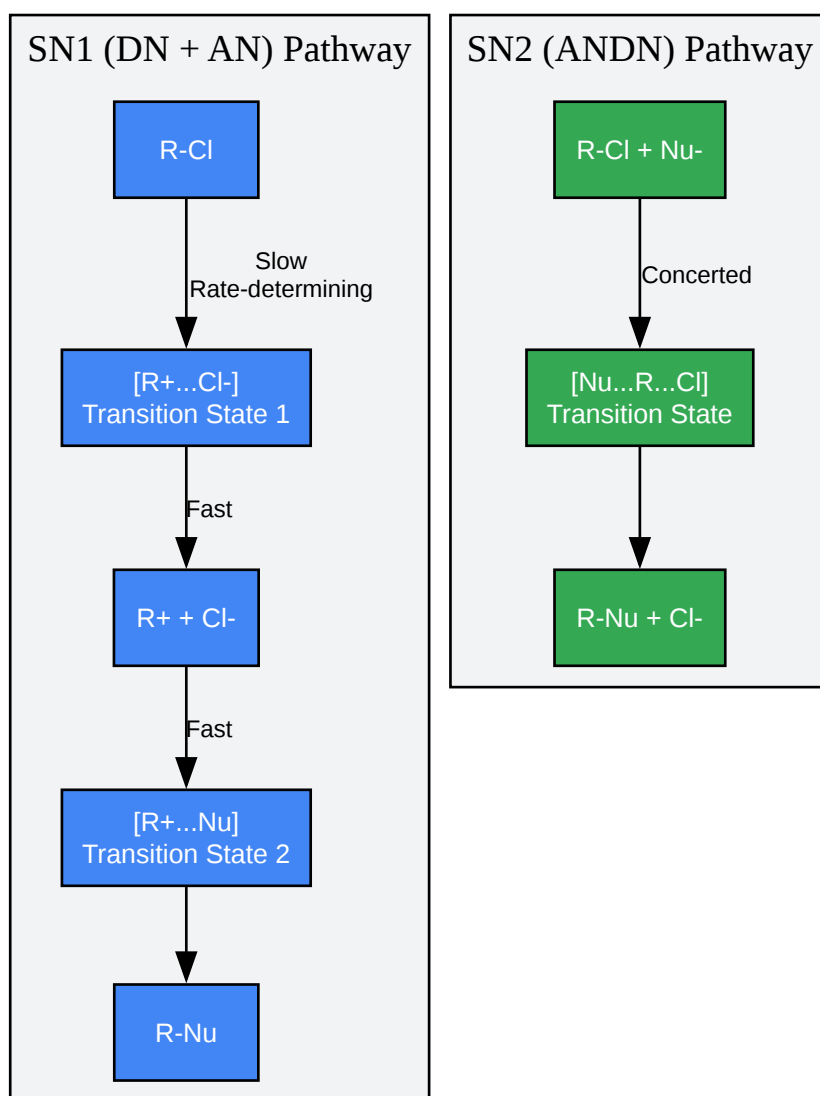 SN1 (DN + AN) Pathway
R-Cl
Slow
Rate-determining
[R+...Cl-]
Transition State 1
Fast
R+ + Cl-
Fast
[R+...Nu]
Transition State 2
R-Nu
SN2 (ANDN) Pathway
R-Cl + Nu-
Concerted
[Nu...R...Cl]
Transition State
R-Nu + Cl-